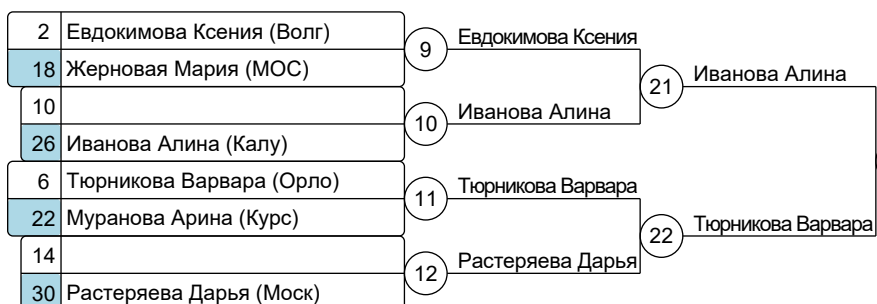 2 Евдокимова Ксения (Волг)
18 Жерновая Мария (МОС)
10
26 Иванова Алина (Калу)
6 Тюрникова Варвара (Орло)
22 Муранова Арина (Курс)
14
30 Растеряева Дарья (Моск)
9 Евдокимова Ксения
10 Иванова Алина
11 Тюрникова Варвара
12 Растеряева Дарья
21 Иванова Алина
22 Тюрникова Варвара